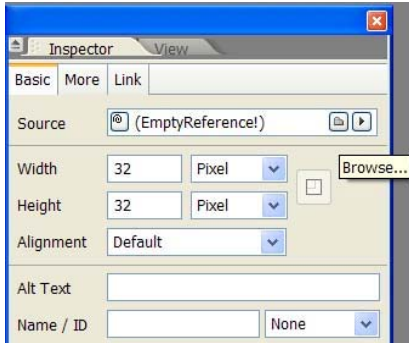 Inspector View
Basic More Link
Source (EmptyReference!)
Browse...
Width 32 Pixel
Height 32 Pixel
Alignment Default
Alt Text
Name / ID None